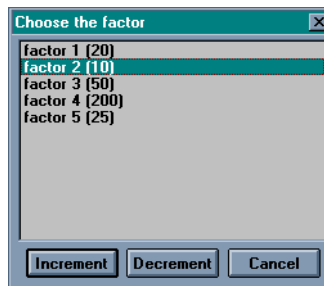 Choose the factor
factor 1 (20)
factor 2 (10)
factor 3 (50)
factor 4 (200)
factor 5 (25)
Increment Decrement Cancel